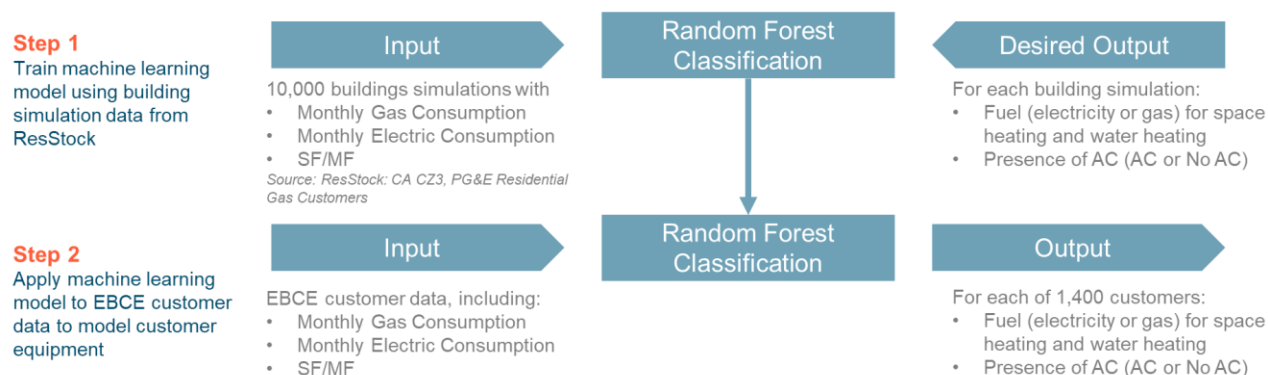 Step 1
Train machine learning
model using building
simulation data from
ResStock
Input
10,000 buildings simulations with
• Monthly Gas Consumption
• Monthly Electric Consumption
• SF/MF
Source: ResStock: CA CZ3, PG&E Residential
Gas Customers
Random Forest
Classification
Desired Output
For each building simulation:
• Fuel (electricity or gas) for space
heating and water heating
• Presence of AC (AC or No AC)
Step 2
Apply machine learning
model to EBCE customer
data to model customer
equipment
Input
EBCE customer data, including:
• Monthly Gas Consumption
• Monthly Electric Consumption
• SF/MF
Random Forest
Classification
Output
For each of 1,400 customers:
• Fuel (electricity or gas) for space
heating and water heating
• Presence of AC (AC or No AC)